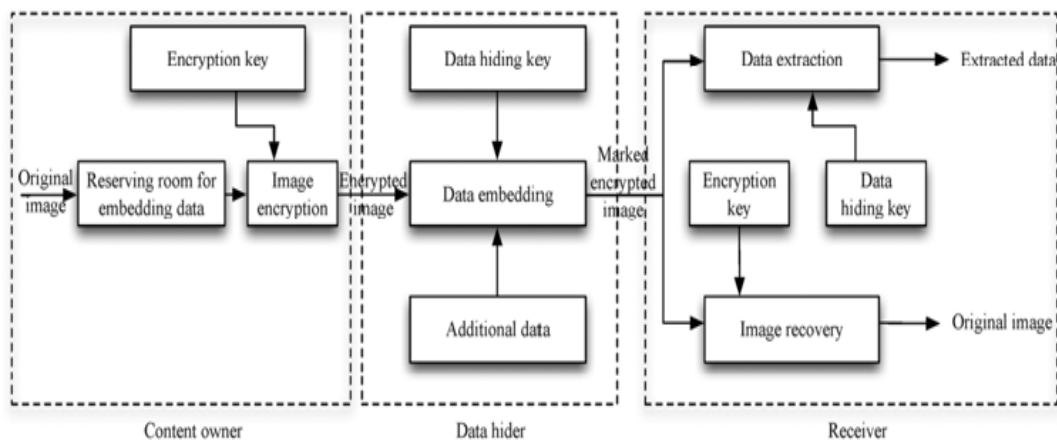 Encryption key
Data hiding key
Data extraction
Extracted data
Original
image
Reserving room for
embedding data
Image
encryption
Encrypted
image
Data embedding
Marked
encrypted
image
Encryption
key
Data
hiding key
Additional data
Image recovery
Original image
Content owner
Data hider
Receiver